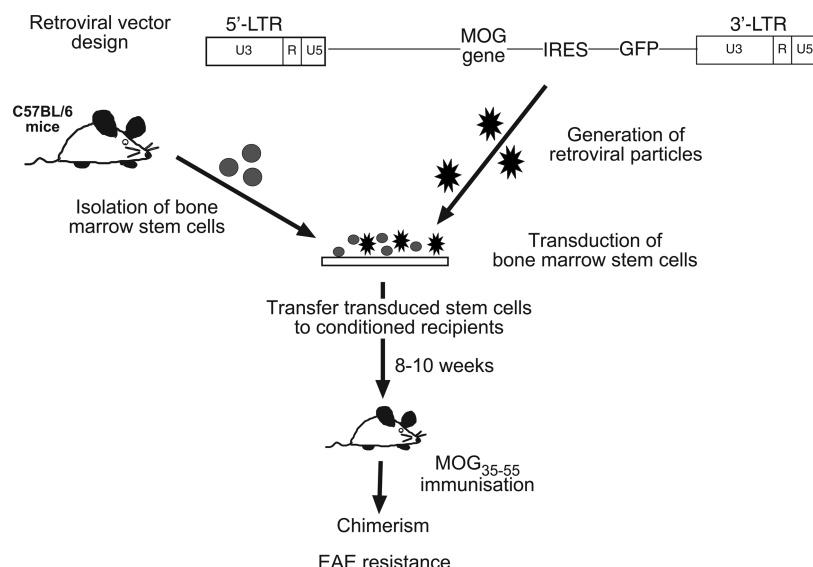 Retroviral vector
design
5’-LTR
U3 R U5
MOG
gene
IRES
GFP
3’-LTR
U3 R U5
C57BL/6
mice
Generation of
retroviral particles
Isolation of bone
marrow stem cells
Transduction of
bone marrow stem cells
Transfer transduced stem cells
to conditioned recipients
8-10 weeks
MOG35-55
immunisation
Chimerism
EAE resistance